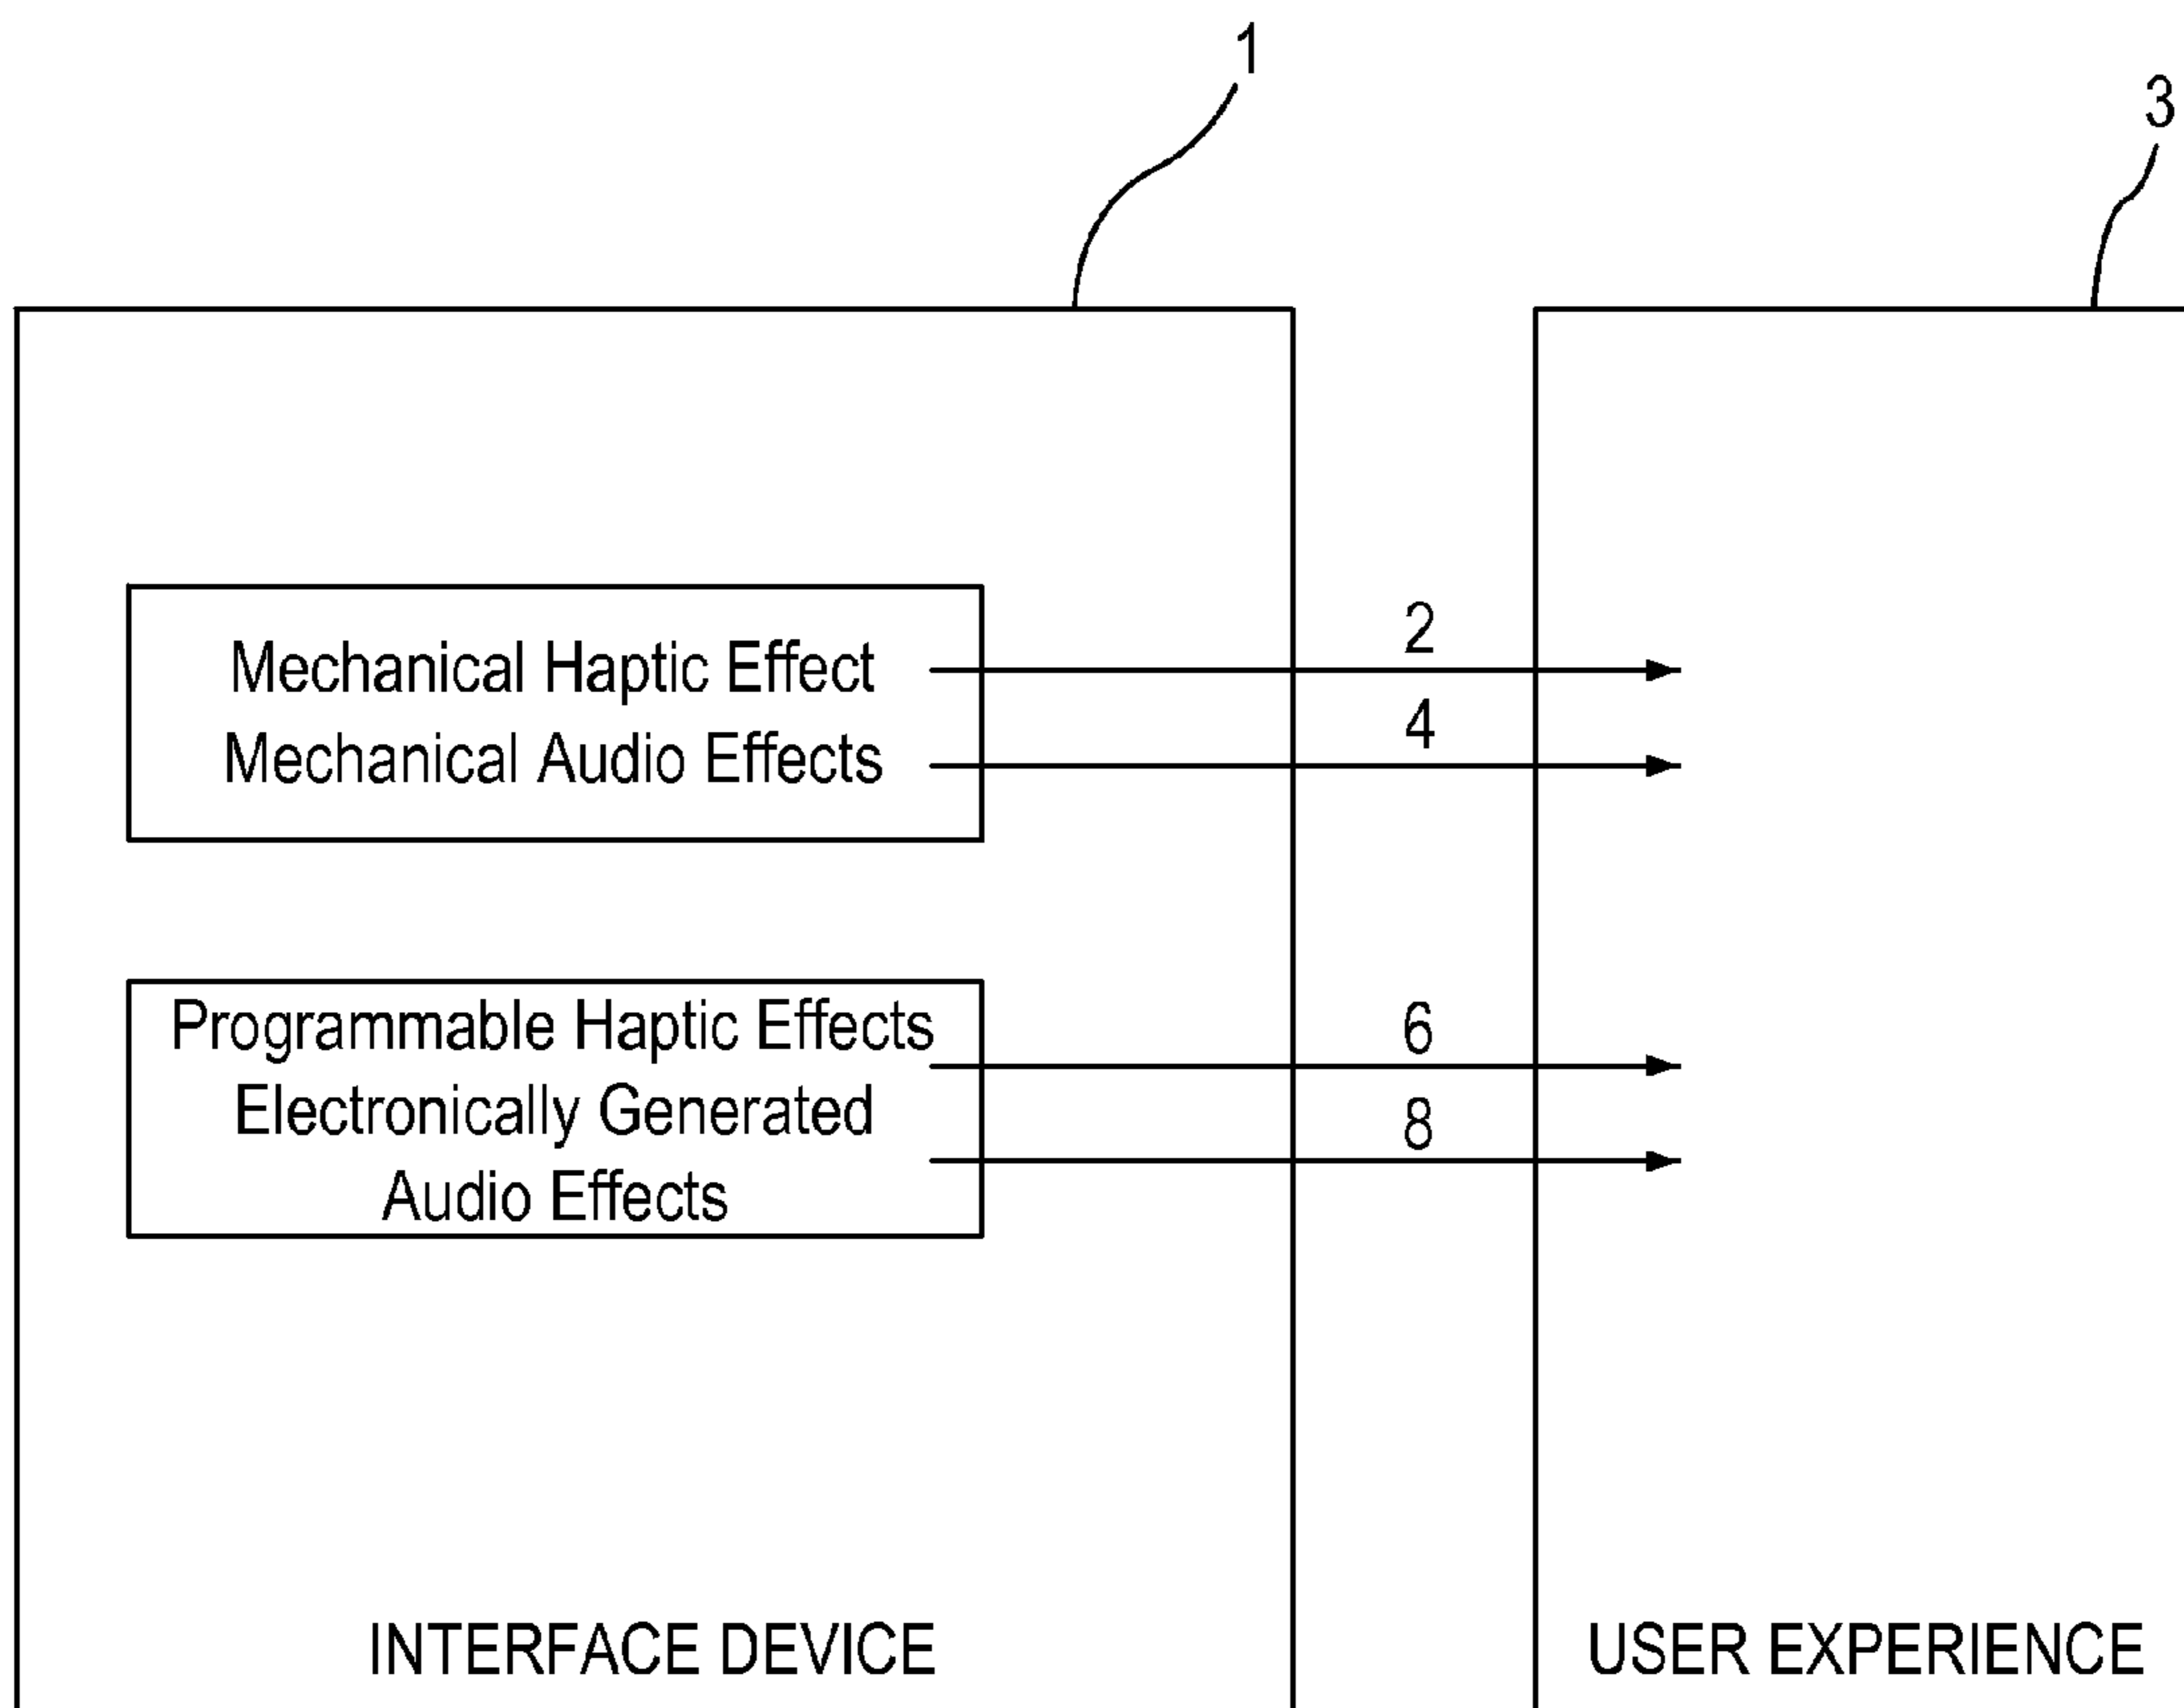 1
3
Mechanical Haptic Effect
2
Mechanical Audio Effects
4
Programmable Haptic Effects
6
Electronically Generated
8
Audio Effects
INTERFACE DEVICE
USER EXPERIENCE